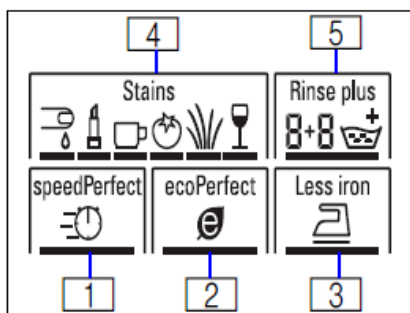 4 5
Stains Rinse plus
8+8 +
speedPerfect ecoPerfect Less iron
e
1 2 3